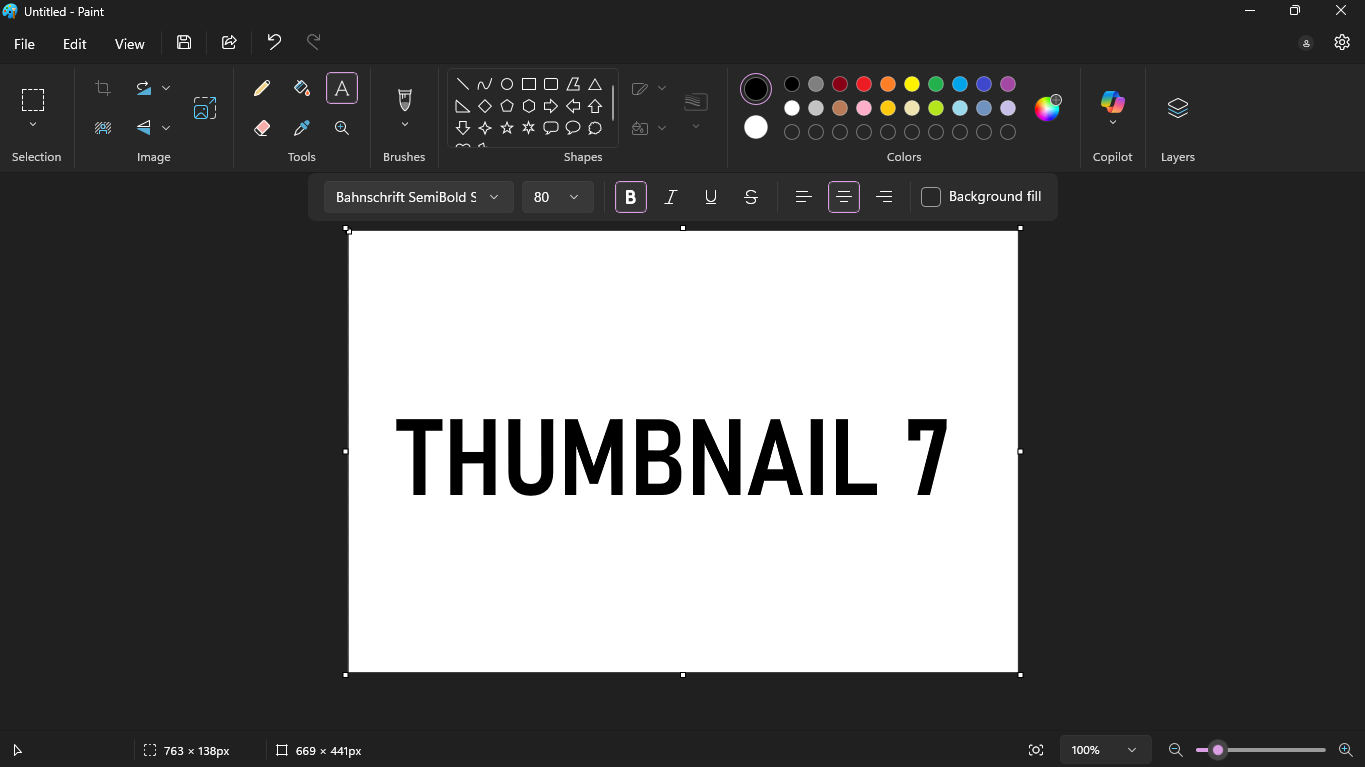 Untitled - Paint
File Edit View
Selection Image Tools Brushes Shapes Colors Copilot Layers
Bahnschrift SemiBold S 80 B I U S Background fill
THUMBNAIL 7
763 × 138px 669 × 441px 100%